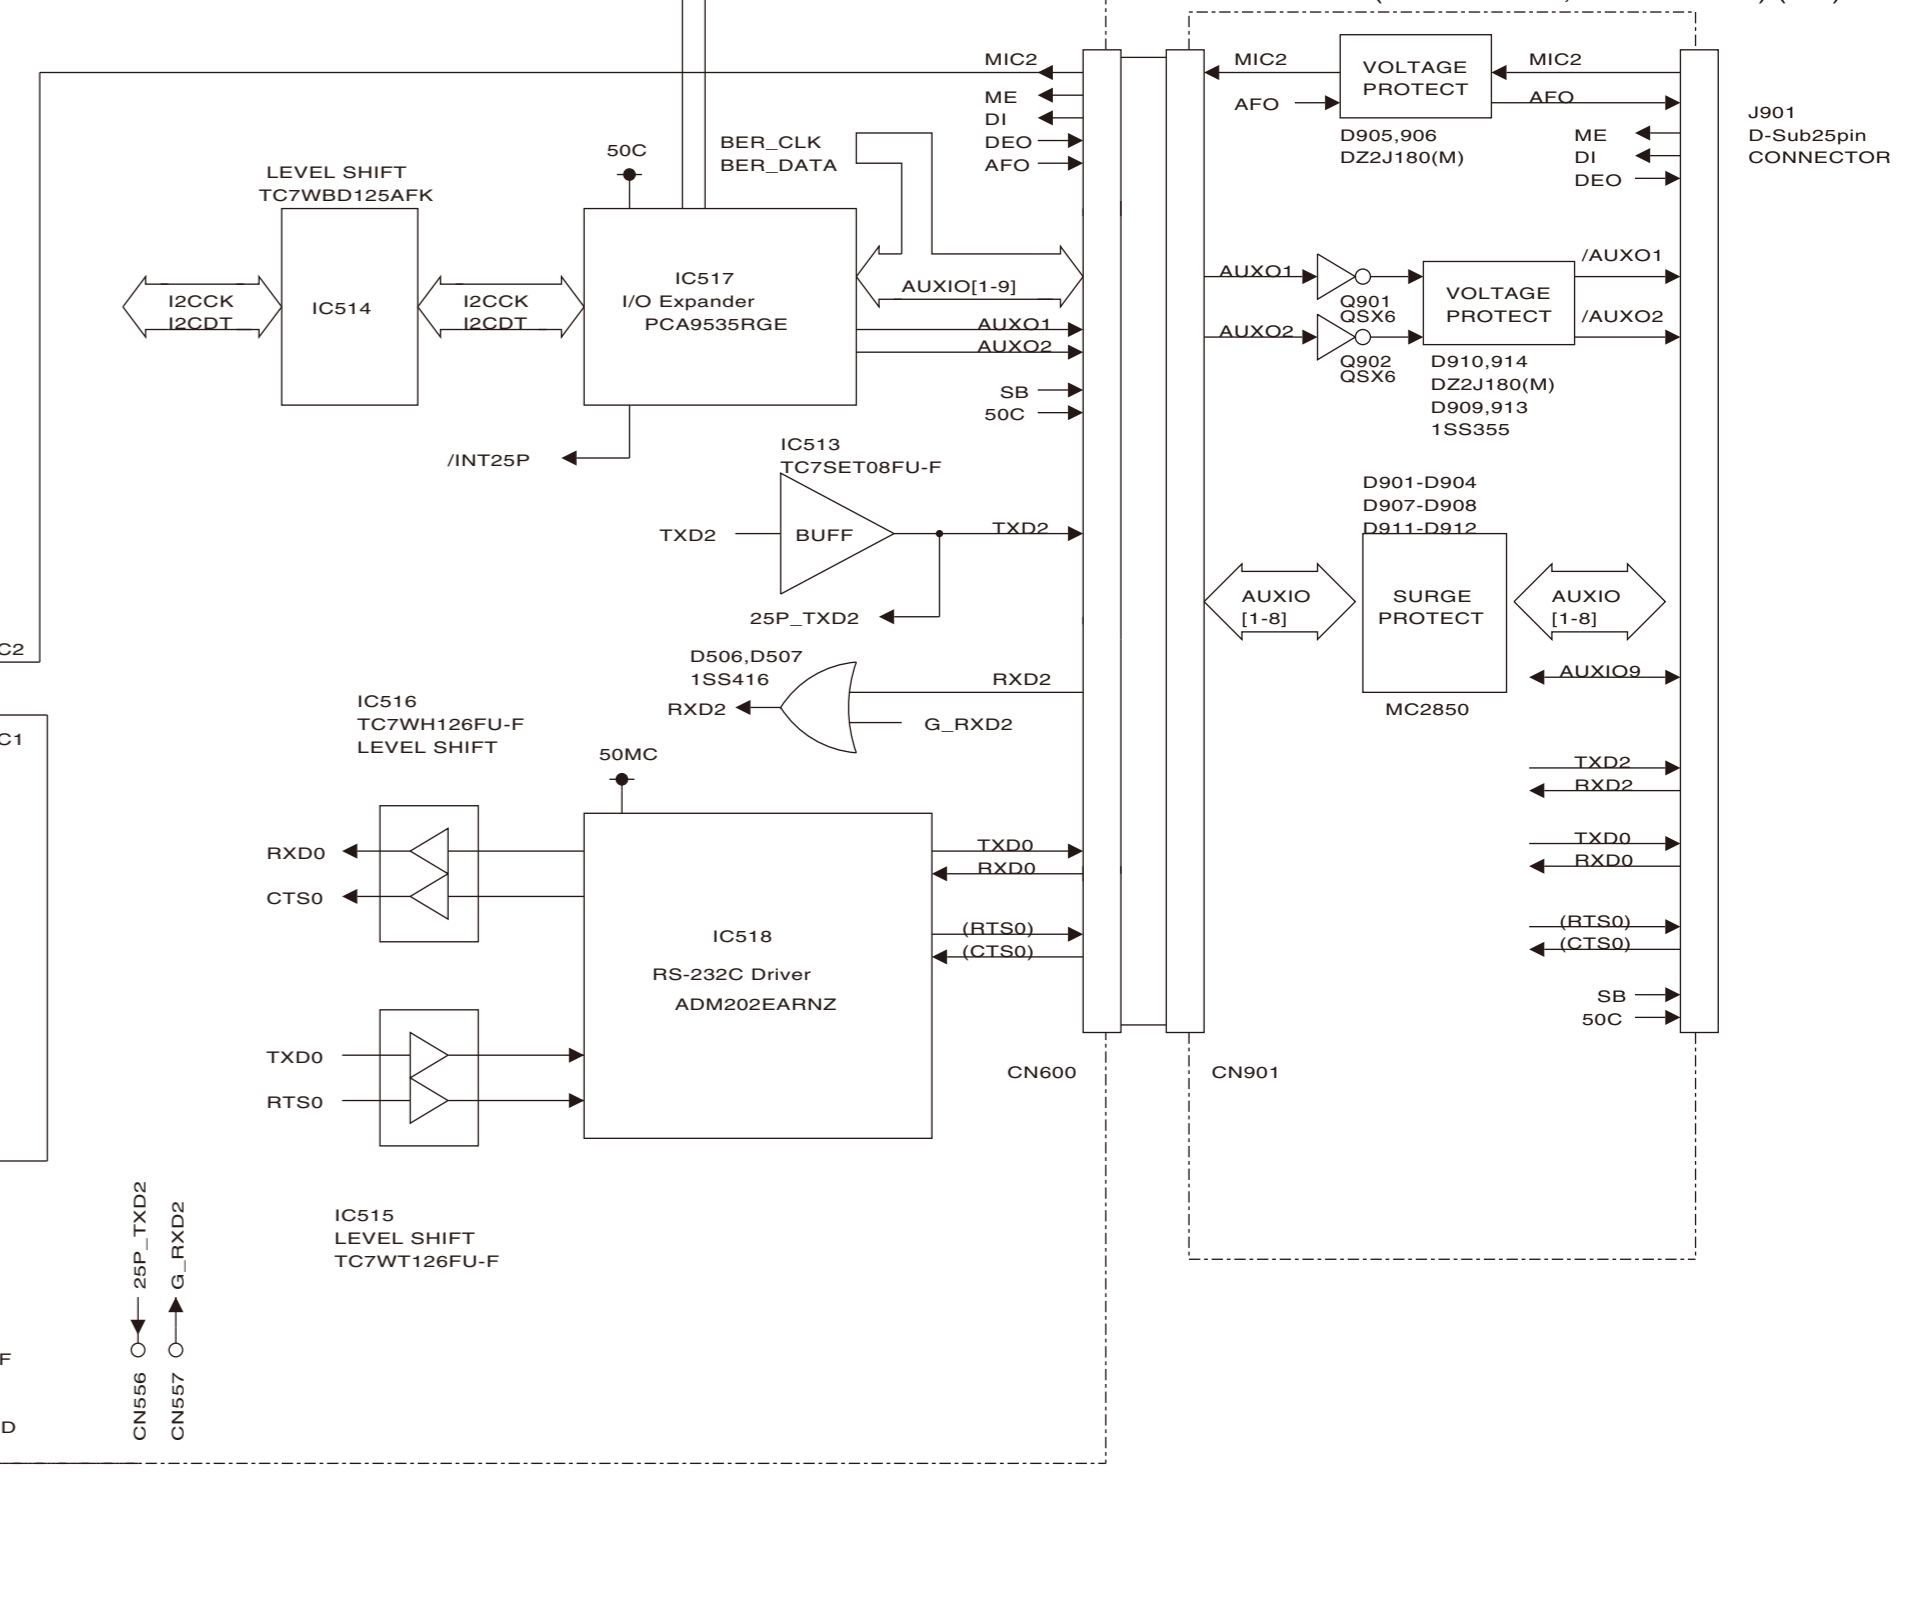 MIC2
ME
DI
DEO
AFO
MIC2
AFO
VOLTAGE
PROTECT
D905,906
DZ2J180(M)
MIC2
AFO
ME
DI
DEO
J901
D-Sub25pin
CONNECTOR
LEVEL SHIFT
TC7WBD125AFK
50C
BER_CLK
BER_DATA
I2CCK
I2CDT
IC514
I2CCK
I2CDT
IC517
I/O Expander
PCA9535RGE
AUXIO[1-9]
AUXO1
AUXO2
SB
50C
/INT25P
AUXO1
AUXO2
Q901
QSX6
Q902
QSX6
VOLTAGE
PROTECT
/AUXO1
/AUXO2
D910,914
DZ2J180(M)
D909,913
1SS355
IC513
TC7SET08FU-F
TXD2
BUFF
TXD2
25P_TXD2
D901-D904
D907-D908
D911-D912
AUXIO
[1-8]
SURGE
PROTECT
AUXIO
[1-8]
MC2850
AUXIO9
C2
D506,D507
1SS416
RXD2
RXD2
G_RXD2
C1
IC516
TC7WH126FU-F
LEVEL SHIFT
50MC
RXD0
CTS0
IC518
RS-232C Driver
ADM202EARNZ
TXD0
RXD0
(RTS0)
(CTS0)
TXD2
RXD2
TXD0
RXD0
(RTS0)
(CTS0)
SB
50C
TXD0
RTS0
CN600
CN901
IC515
LEVEL SHIFT
TC7WT126FU-F
25P_TXD2
G_RXD2
CN556
CN557
F
D